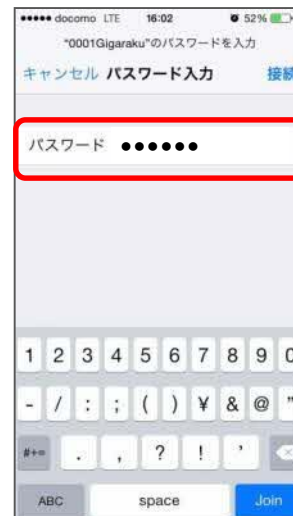 ●●●●● docomo LTE 16:02 52%
"0001Gigaraku"のパスワードを入力
キャンセル パスワード入力 接続
パスワード ●●●●●●
1 2 3 4 5 6 7 8 9 0
- / : ; ( ) ¥ & @ "
#+= . , ? ! '
ABC space Join